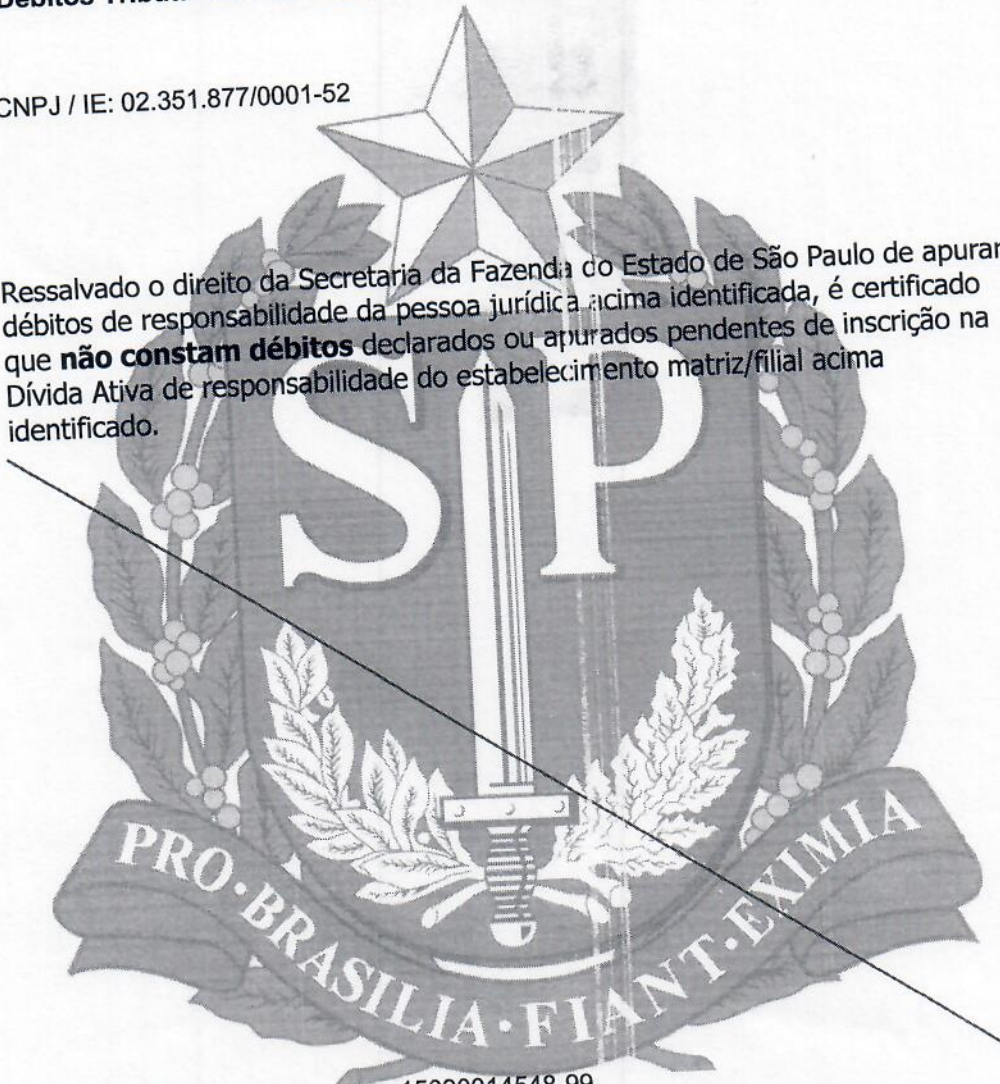 CNPJ / IE: 02.351.877/0001-52
Ressalvado o direito da Secretaria da Fazenda do Estado de São Paulo de apurar
débitos de responsabilidade da pessoa jurídica acima identificada, é certificado
que não constam débitos declarados ou apurados pendentes de inscrição na
Dívida Ativa de responsabilidade do estabelecimento matriz/filial acima
identificado.
SP
PRO·BRASILIA·FIANT·EXIMIA